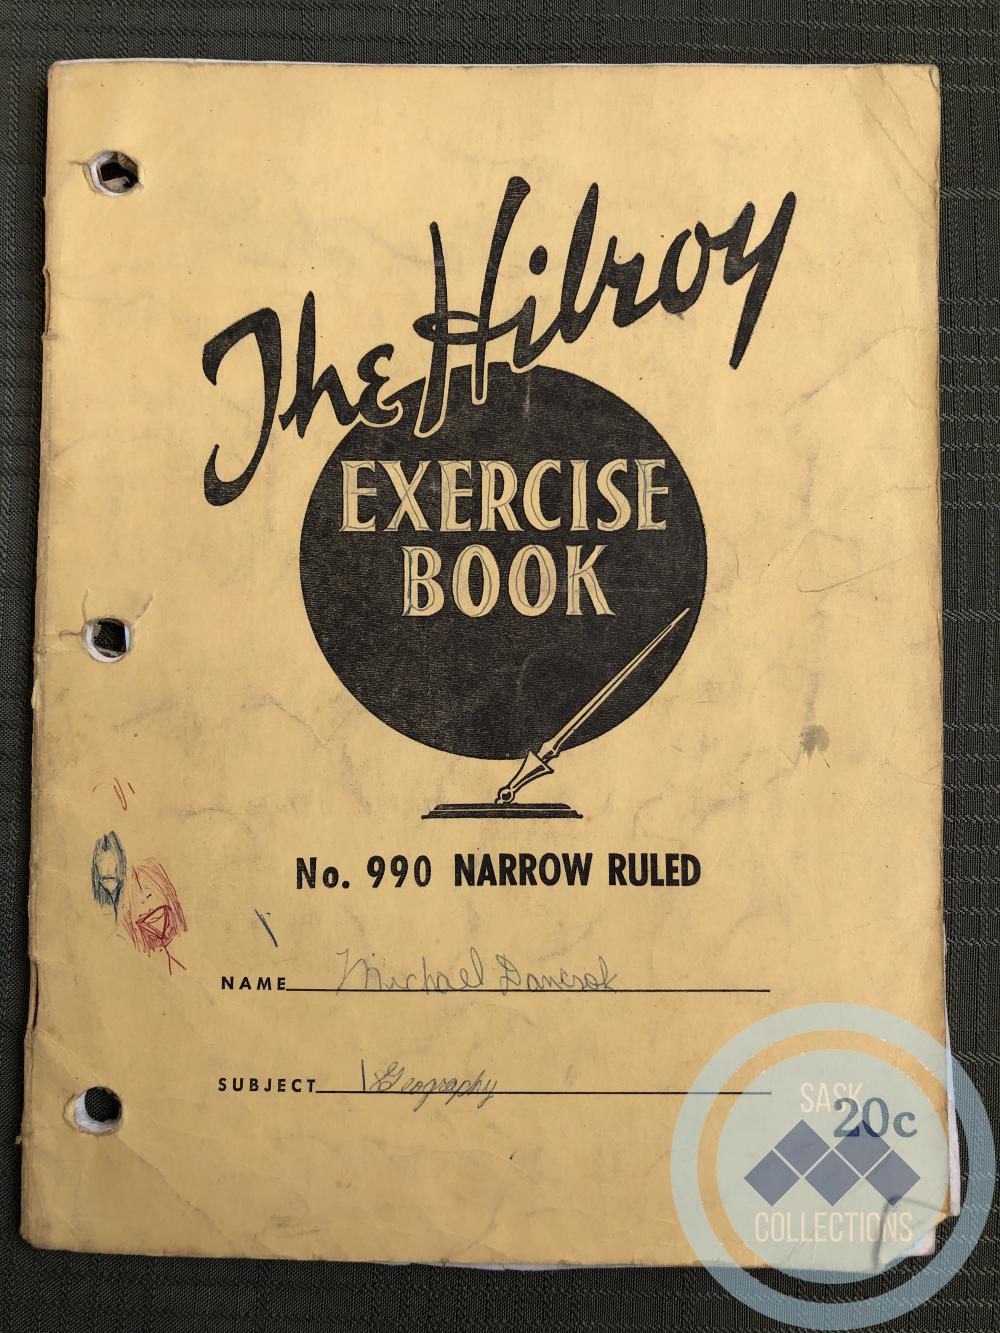 The Hilroy
EXERCISE
BOOK
No. 990 NARROW RULED
NAME Michael Dancsok
SUBJECT Geography
20c
SASK
COLLECTIONS